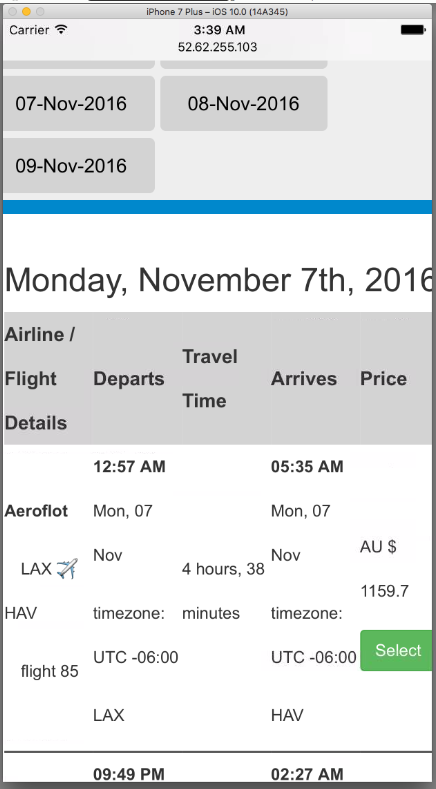 iPhone 7 Plus – iOS 10.0 (14A345)
Carrier 3:39 AM
52.62.255.103
07-Nov-2016 08-Nov-2016
09-Nov-2016
Monday, November 7th, 2016
Airline /
Flight
Details
Departs
Travel
Time
Arrives
Price
Aeroflot
LAX ✈
HAV
flight 85
12:57 AM
Mon, 07
Nov
timezone:
UTC -06:00
LAX
4 hours, 38
minutes
05:35 AM
Mon, 07
Nov
timezone:
UTC -06:00
HAV
AU $
1159.7
Select
09:49 PM 02:27 AM